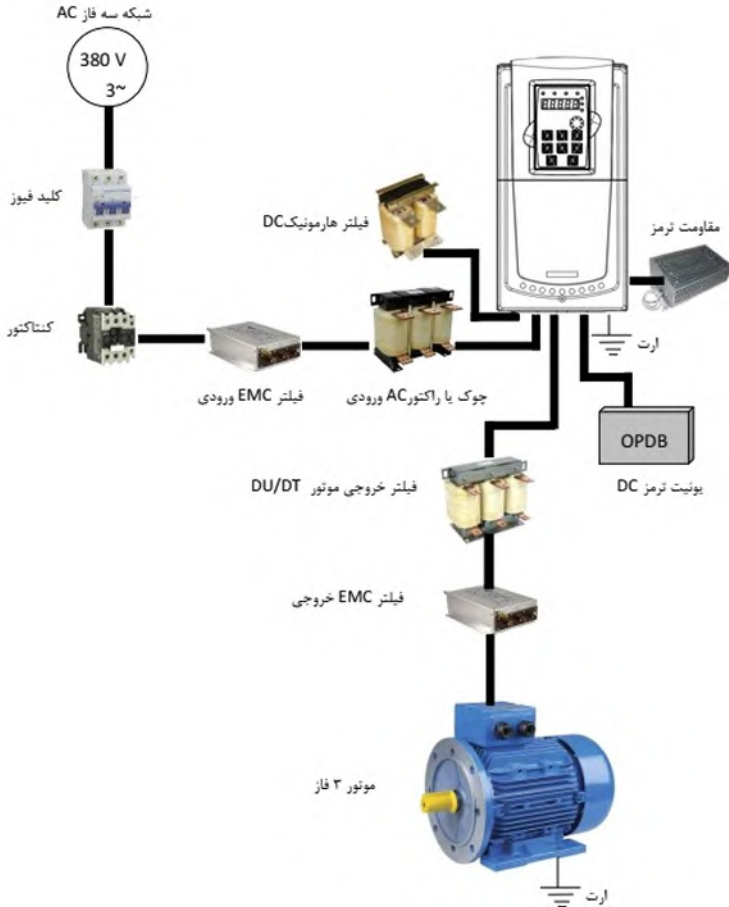 شبکه سه فاز AC
380 V
3~
کلید فیوز
فیلتر هارمونیکDC
مقاومت ترمز
کنتاکتور
ارت
فیلتر EMC ورودی
چوک یا راکتورAC ورودی
OPDB
یونیت ترمز DC
فیلتر خروجی موتور DU/DT
فیلتر EMC خروجی
موتور ۳ فاز
ارت